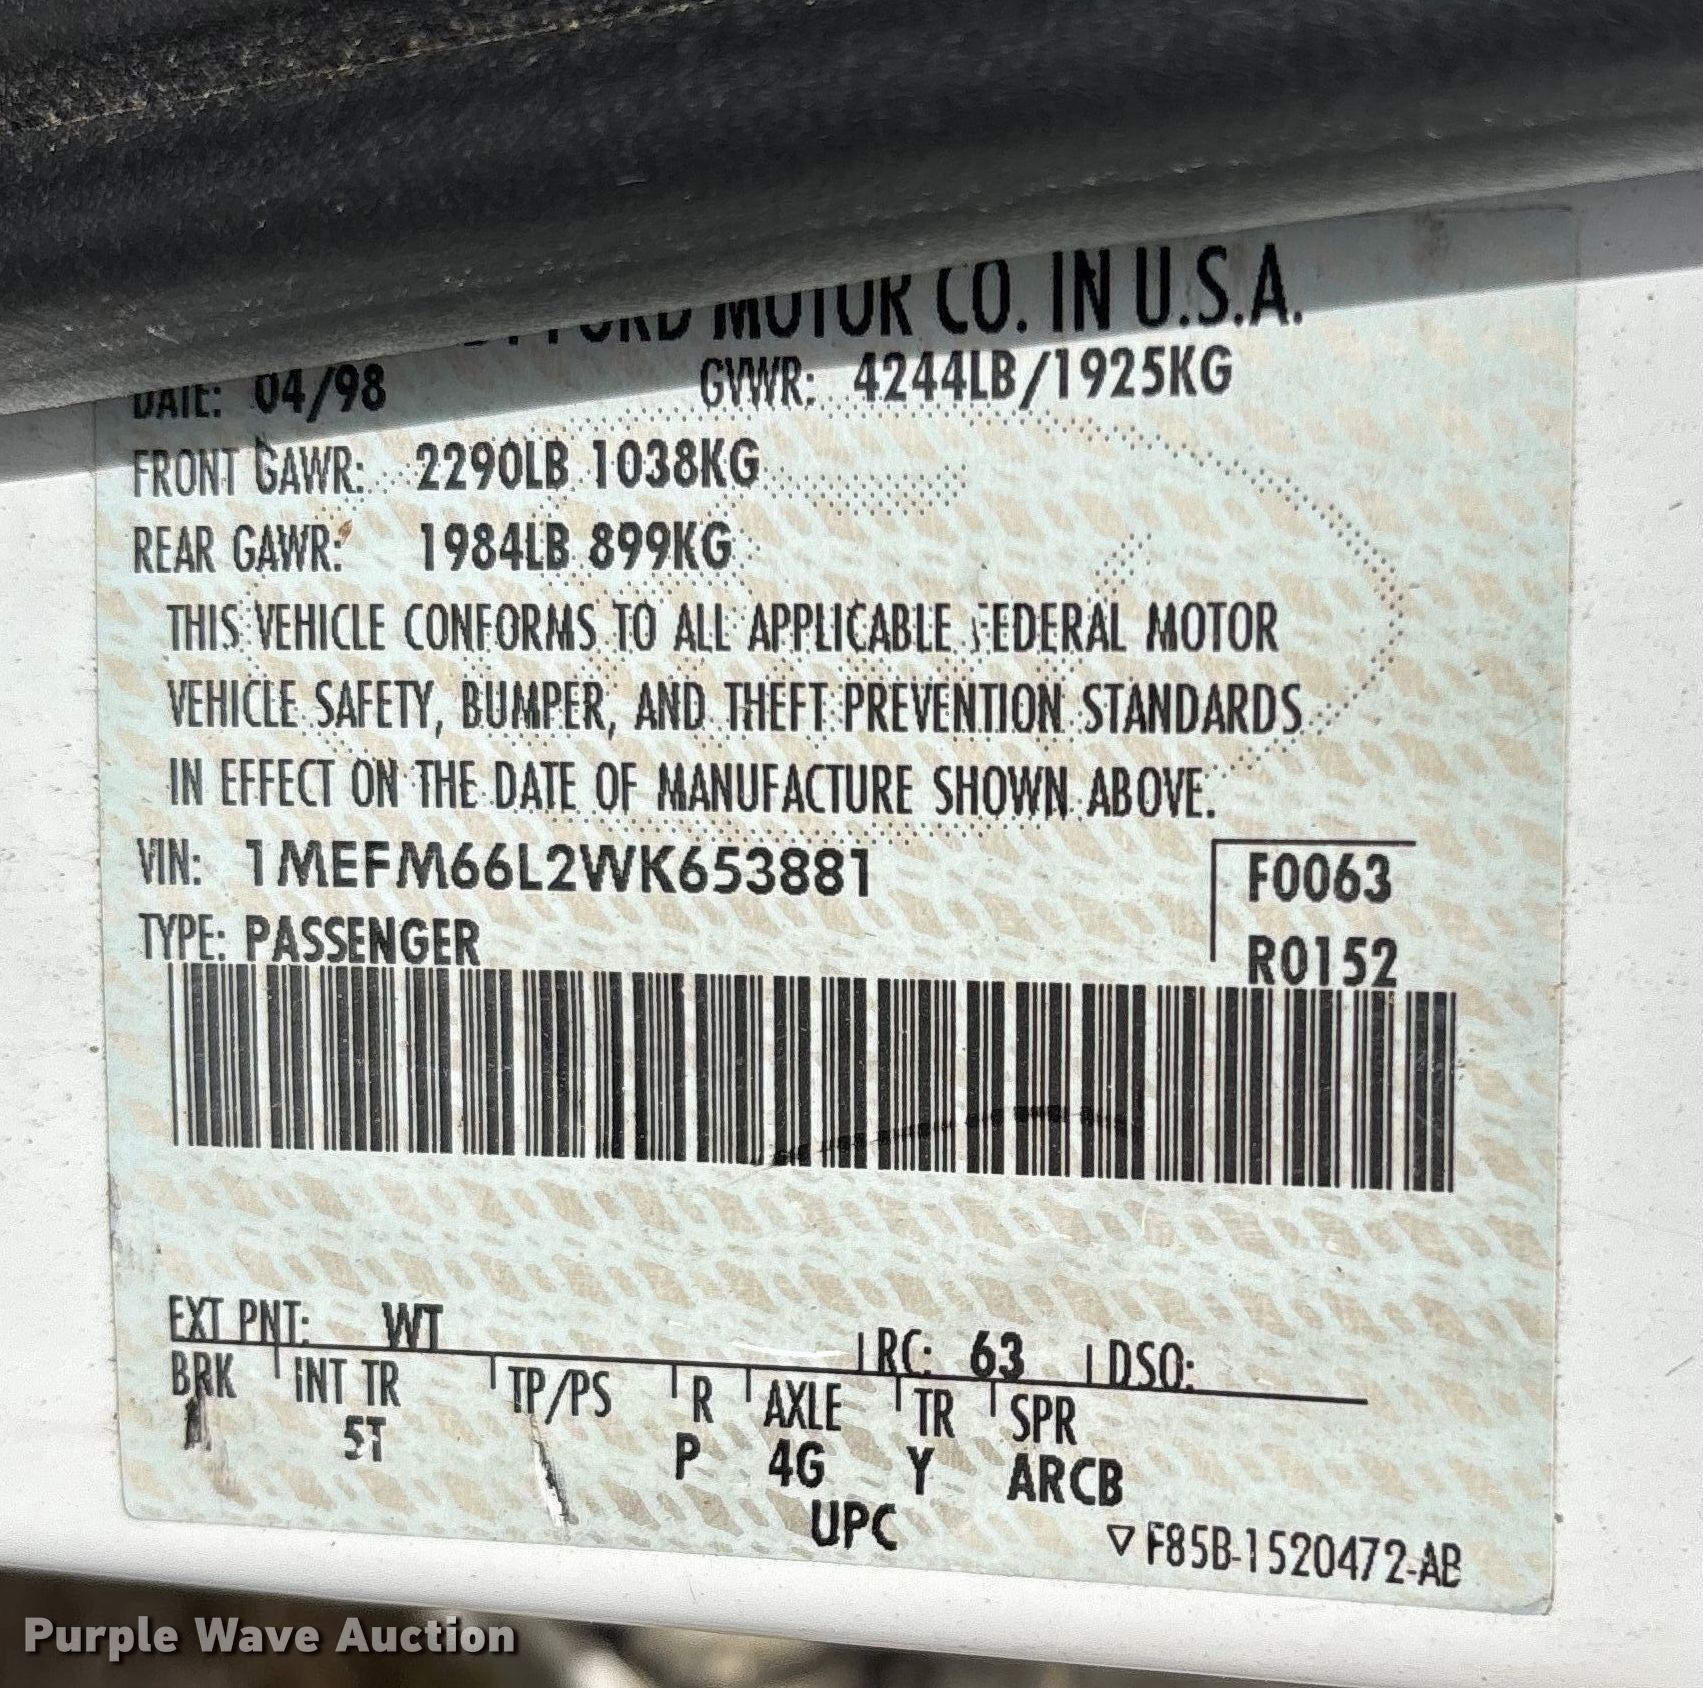 FORD MOTOR CO. IN U.S.A.
DATE: 04/98 GVWR: 4244LB/1925KG
FRONT GAWR: 2290LB 1038KG
REAR GAWR: 1984LB 899KG
THIS VEHICLE CONFORMS TO ALL APPLICABLE FEDERAL MOTOR
VEHICLE SAFETY, BUMPER, AND THEFT PREVENTION STANDARDS
IN EFFECT ON THE DATE OF MANUFACTURE SHOWN ABOVE.
VIN: 1MEFM66L2WK653881 F0063
TYPE: PASSENGER R0152
EXT PNT: WT RC: 63 DSO:
BRK INT TR TP/PS R AXLE TR SPR
5T P 4G Y ARCB
UPC
▽ F85B-1520472-AB
Purple Wave Auction